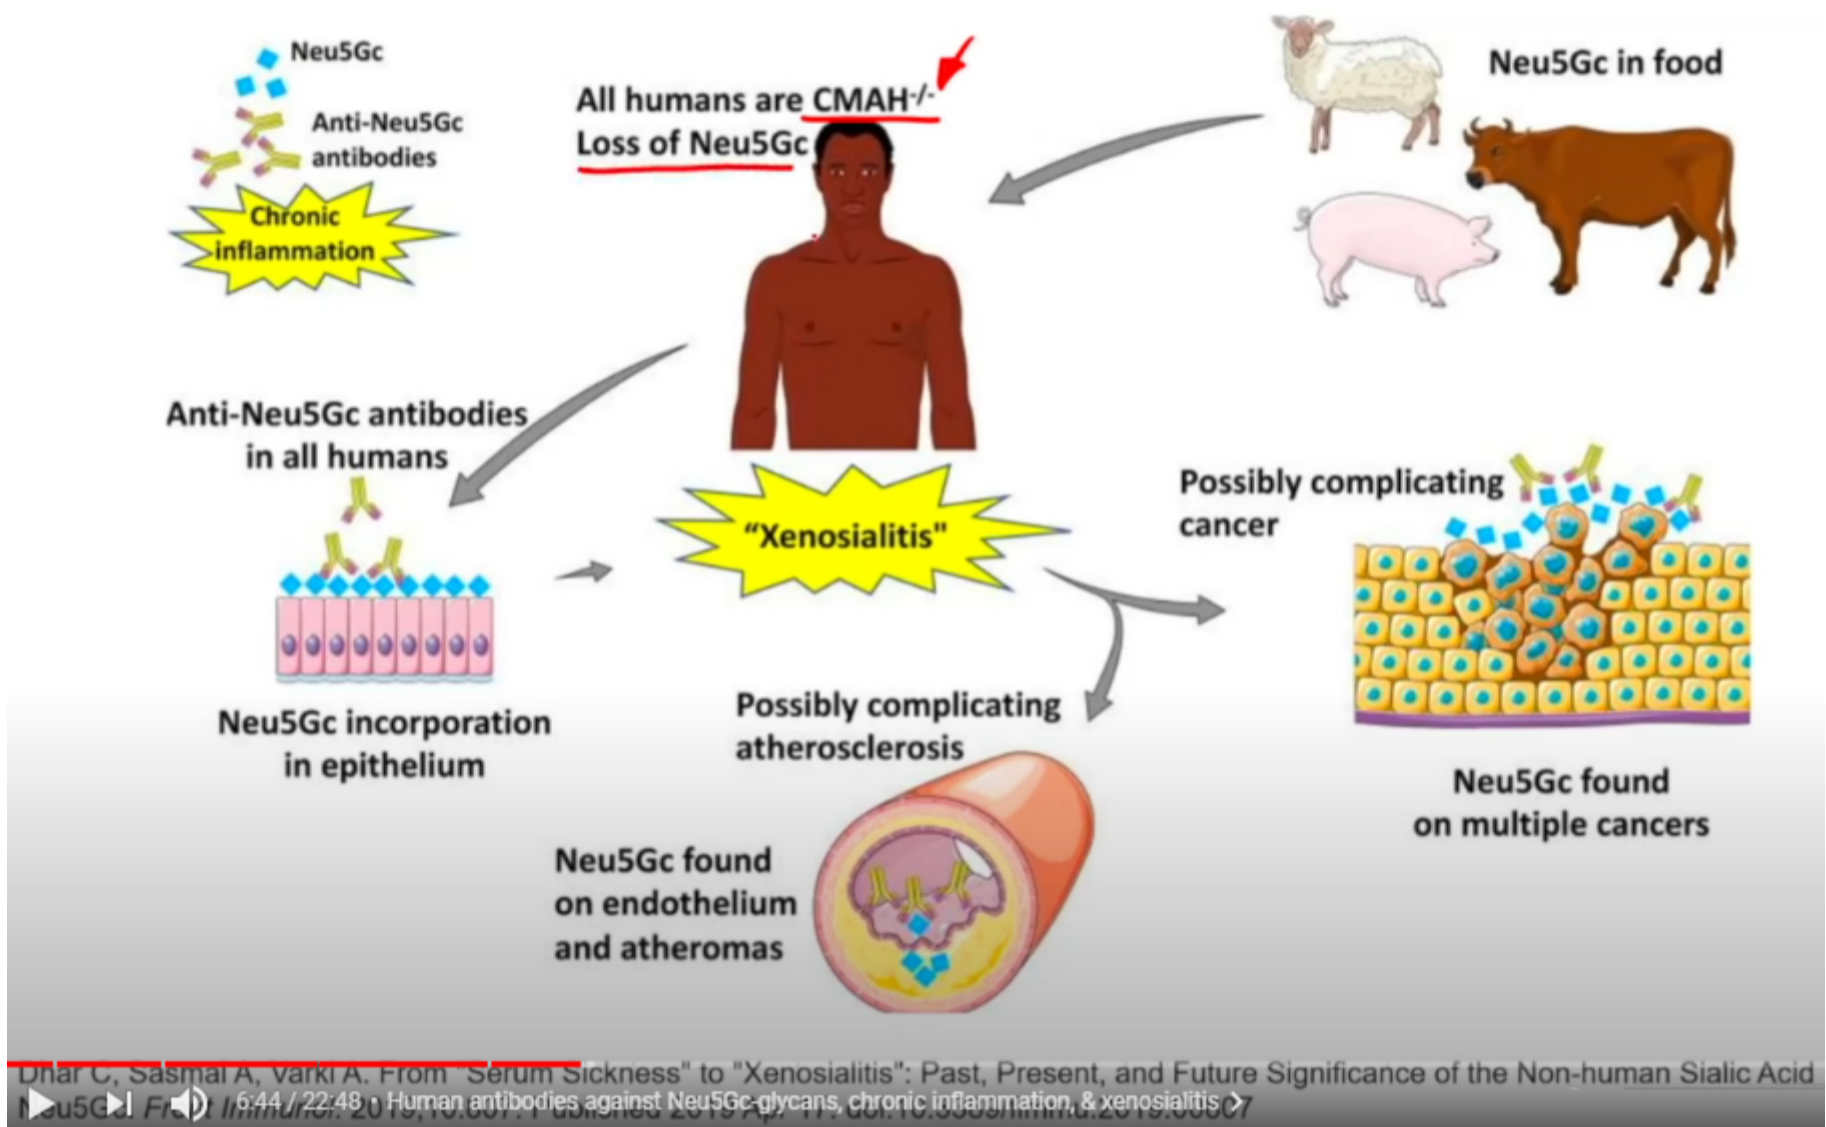 Neu5Gc
Anti-Neu5Gc
antibodies
Chronic
inflammation
All humans are CMAH-/-
Loss of Neu5Gc
Neu5Gc in food
Anti-Neu5Gc antibodies
in all humans
Neu5Gc incorporation
in epithelium
“Xenosialitis"
Possibly complicating
cancer
Neu5Gc found
on multiple cancers
Possibly complicating
atherosclerosis
Neu5Gc found
on endothelium
and atheromas
Dhar C, Sasmal A, Varki A. From "Serum Sickness" to "Xenosialitis": Past, Present, and Future Significance of the Non-human Sialic Acid
6:44 / 22:48 • Human antibodies against Neu5Gc-glycans, chronic inflammation, & xenosialitis >